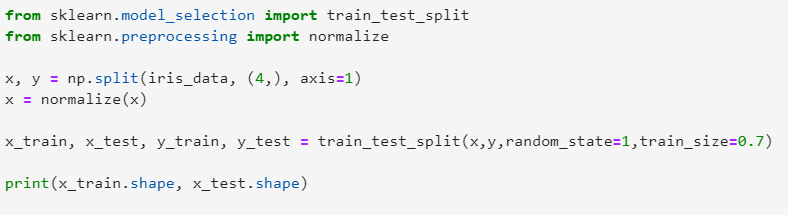 from sklearn.model_selection import train_test_split
from sklearn.preprocessing import normalize
x, y = np.split(iris_data, (4,), axis=1)
x = normalize(x)
x_train, x_test, y_train, y_test = train_test_split(x,y,random_state=1,train_size=0.7)
print(x_train.shape, x_test.shape)